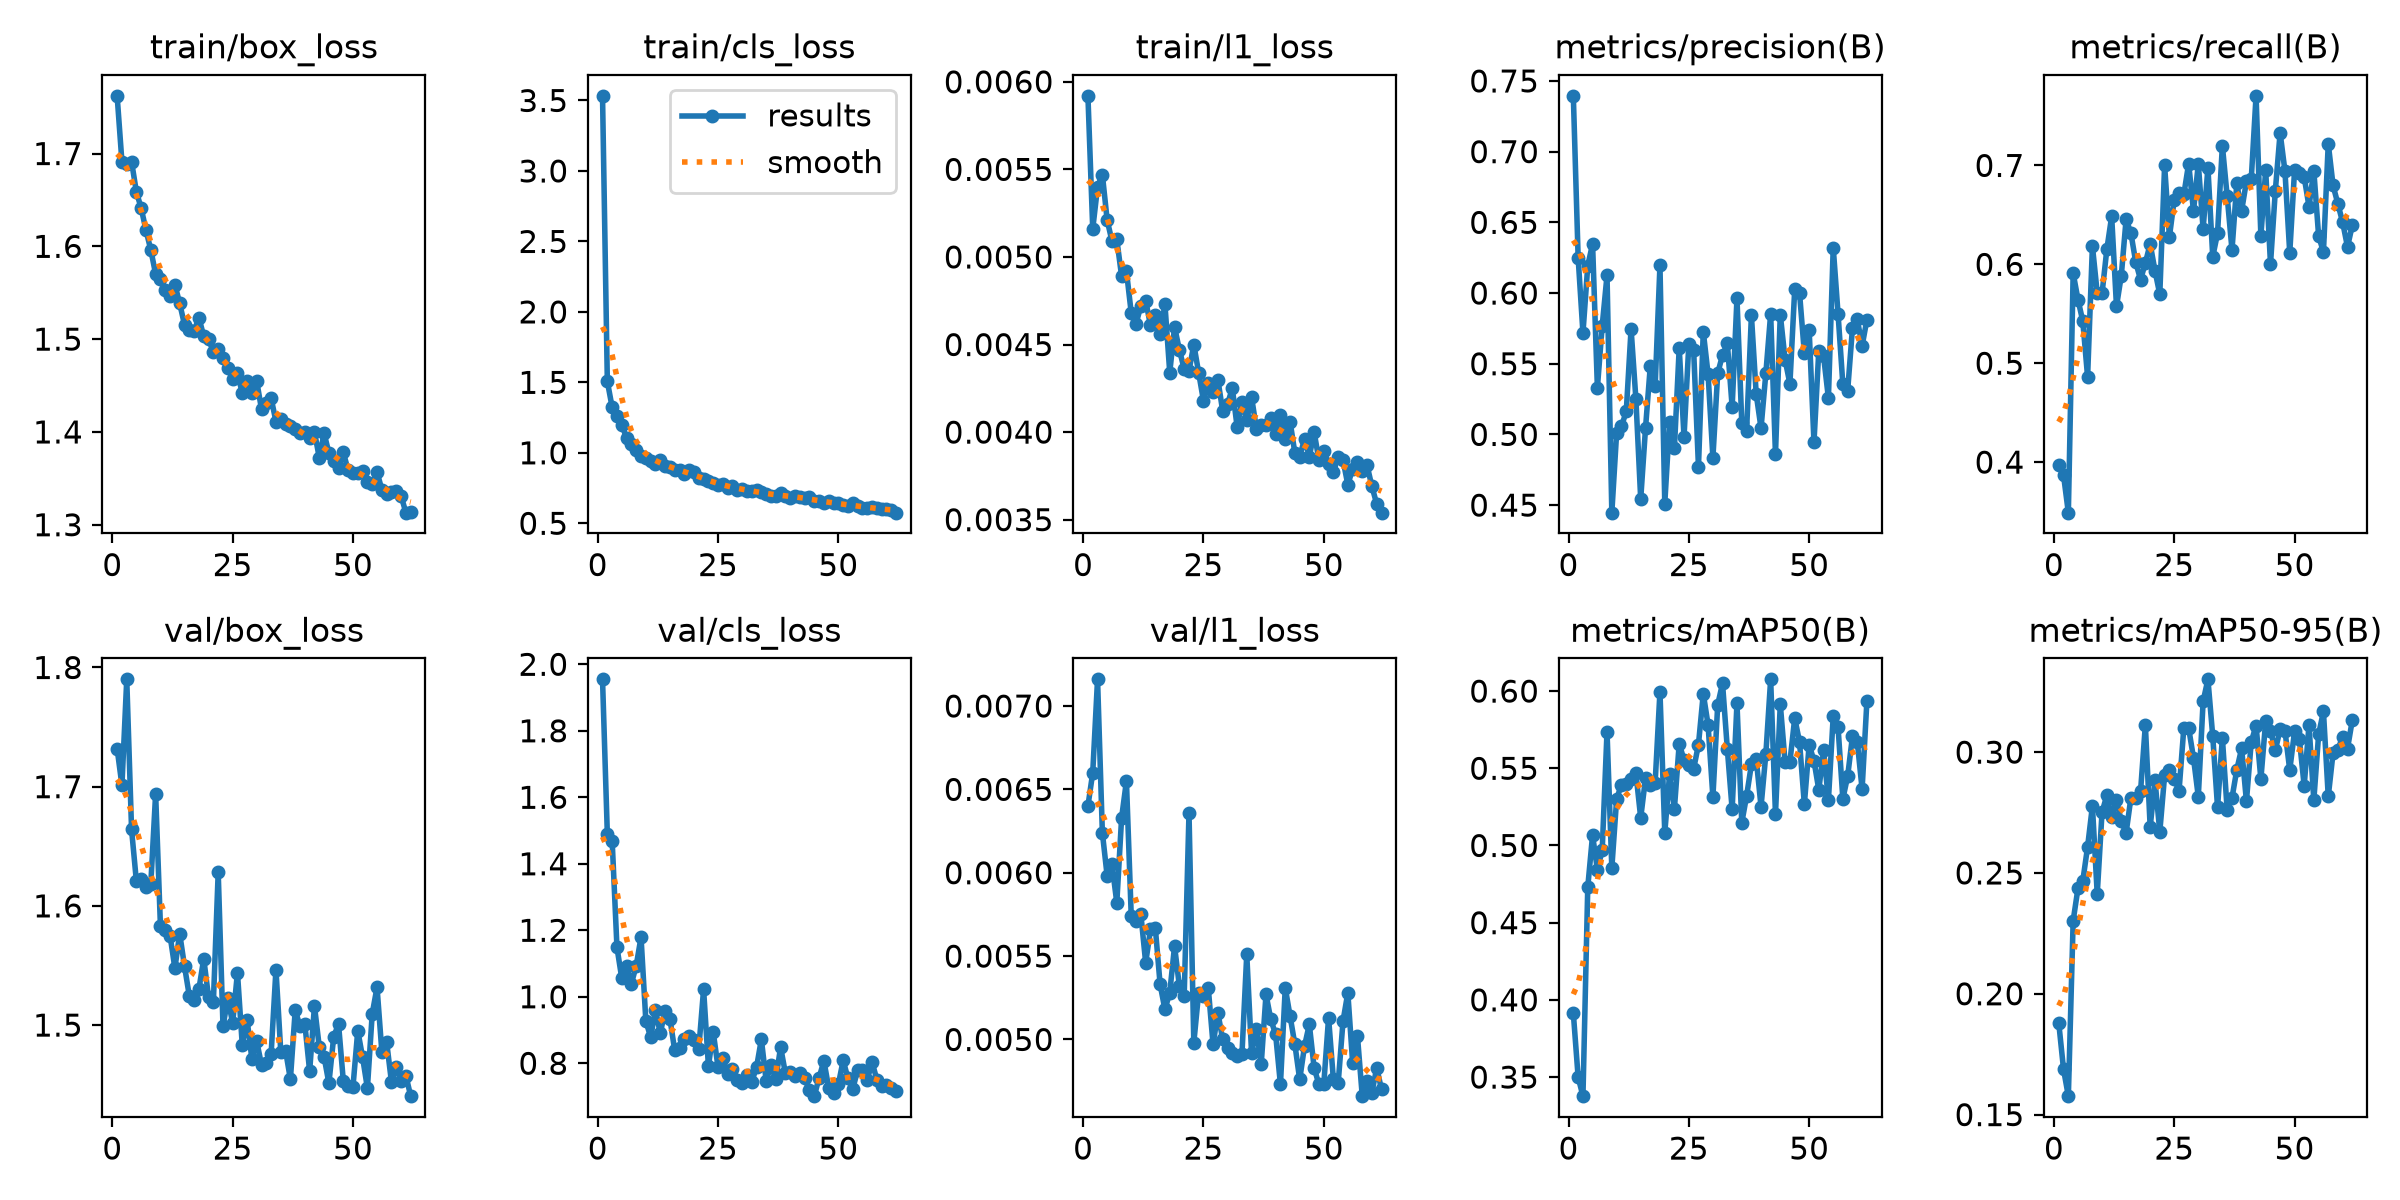 train/box_loss
1.7
1.6
1.5
1.4
1.3
0 25 50
train/cls_loss
results
smooth
3.5
3.0
2.5
2.0
1.5
1.0
0.5
0 25 50
train/l1_loss
0.0060
0.0055
0.0050
0.0045
0.0040
0.0035
0 25 50
metrics/precision(B)
0.75
0.70
0.65
0.60
0.55
0.50
0.45
0 25 50
metrics/recall(B)
0.7
0.6
0.5
0.4
0 25 50
val/box_loss
1.8
1.7
1.6
1.5
0 25 50
val/cls_loss
2.0
1.8
1.6
1.4
1.2
1.0
0.8
0 25 50
val/l1_loss
0.0070
0.0065
0.0060
0.0055
0.0050
0 25 50
metrics/mAP50(B)
0.60
0.55
0.50
0.45
0.40
0.35
0 25 50
metrics/mAP50-95(B)
0.30
0.25
0.20
0.15
0 25 50